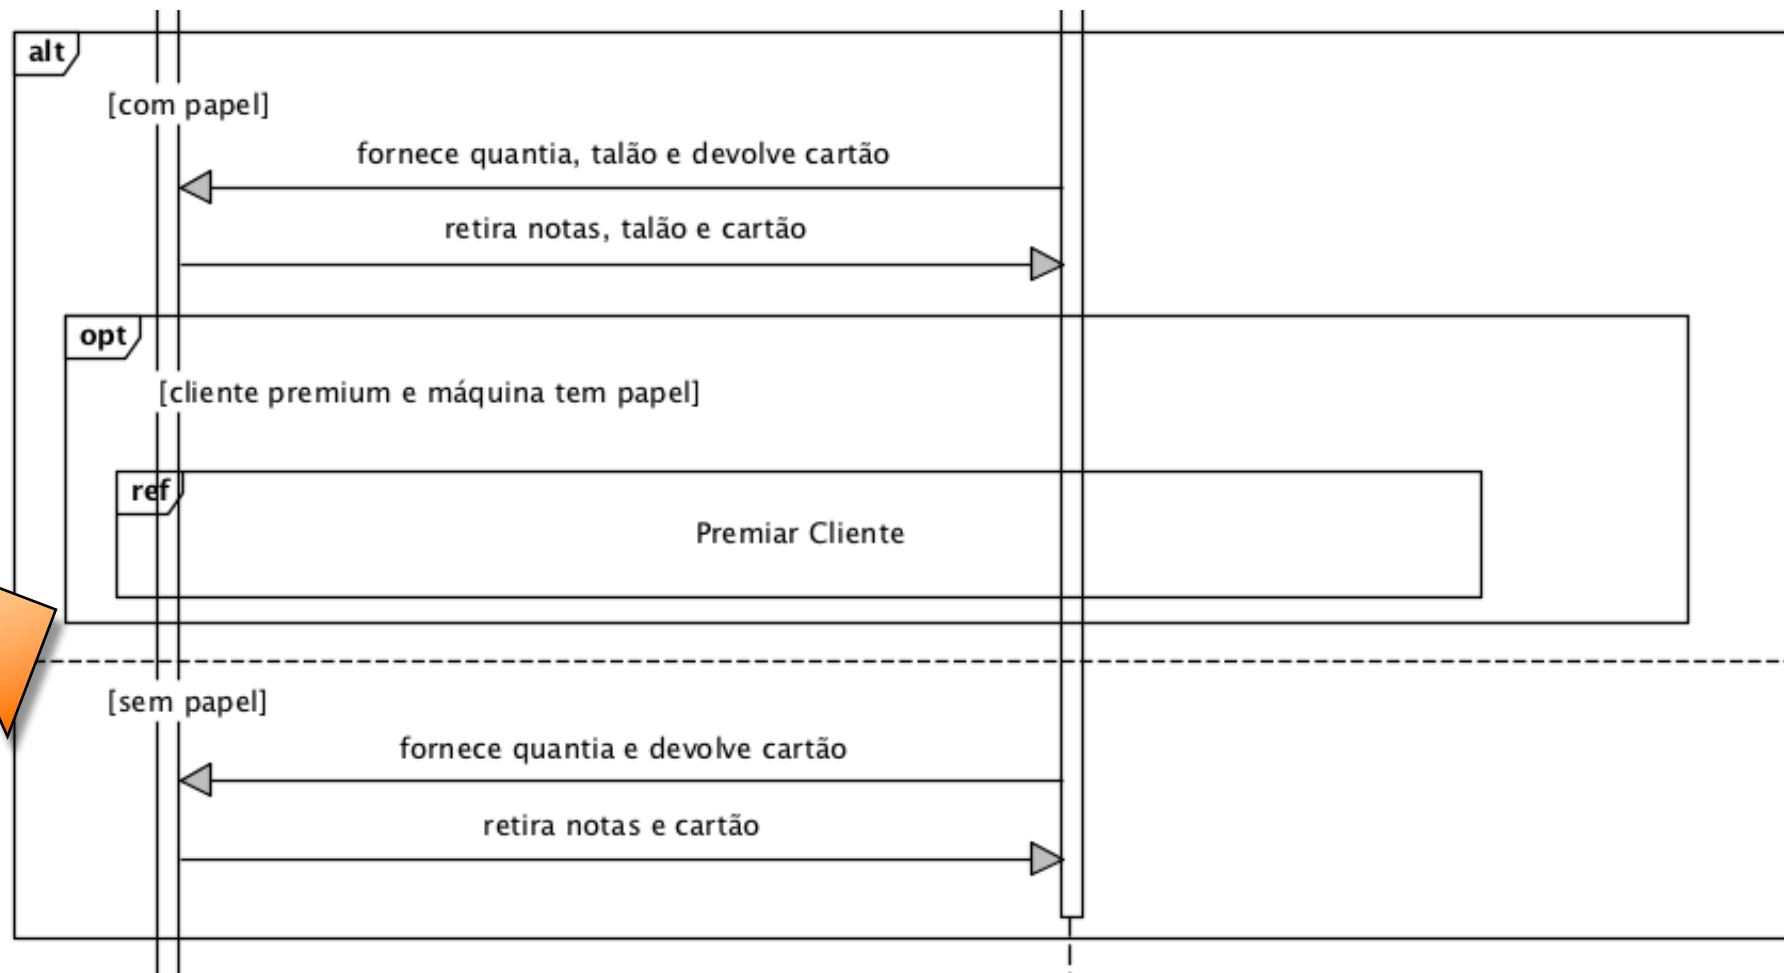 alt
[com papel]
fornece quantia, talão e devolve cartão
retira notas, talão e cartão
opt
[cliente premium e máquina tem papel]
ref
Premiar Cliente
[sem papel]
fornece quantia e devolve cartão
retira notas e cartão